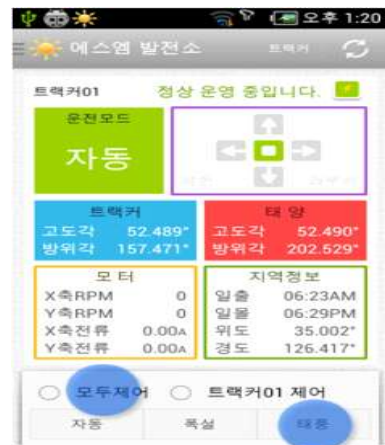 오후 1:20
에스엠 발전소 트랙커
트랙커01 정상 운영 중입니다.
운전모드
자동
트랙커
고도각 52.489°
방위각 157.471°
태 양
고도각 52.490°
방위각 202.529°
모 터
X축RPM 0
Y축RPM 0
X축전류 0.00A
Y축전류 0.00A
지역정보
일출 06:23AM
일몰 06:29PM
위도 35.002°
경도 126.417°
모두제어 트랙커01 제어
자동 폭설 태풍